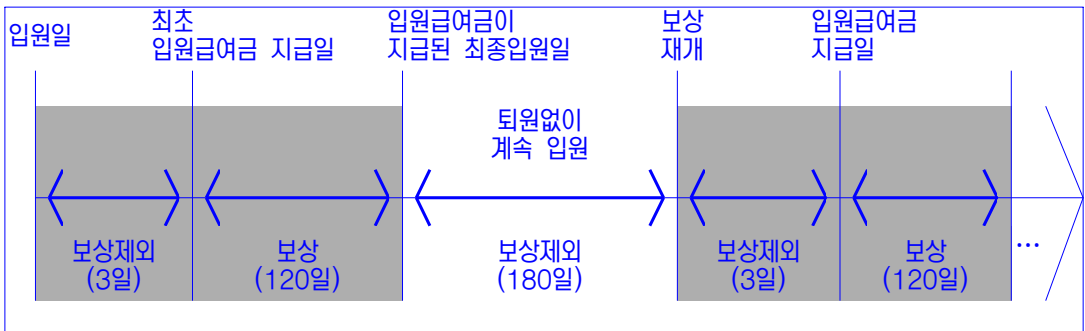 입원일
최초
입원급여금 지급일
입원급여금이
지급된 최종입원일
보상
재개
입원급여금
지급일
퇴원없이
계속 입원
보상제외
(3일)
보상
(120일)
보상제외
(180일)
보상제외
(3일)
보상
(120일)
...